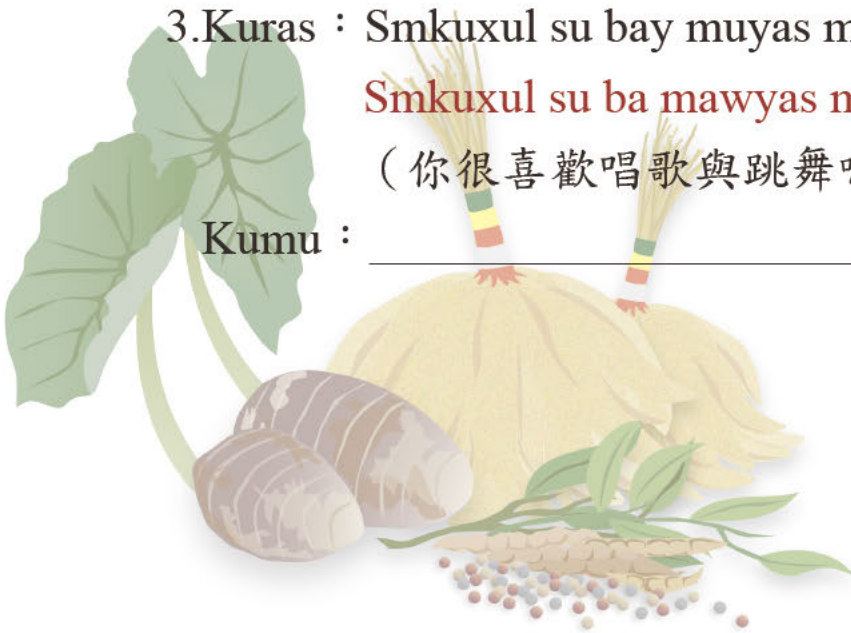 3.Kuras：Smkuxul su bay muyas
Smkuxul su ba mawyas
（你很喜歡唱歌與跳舞
Kumu：